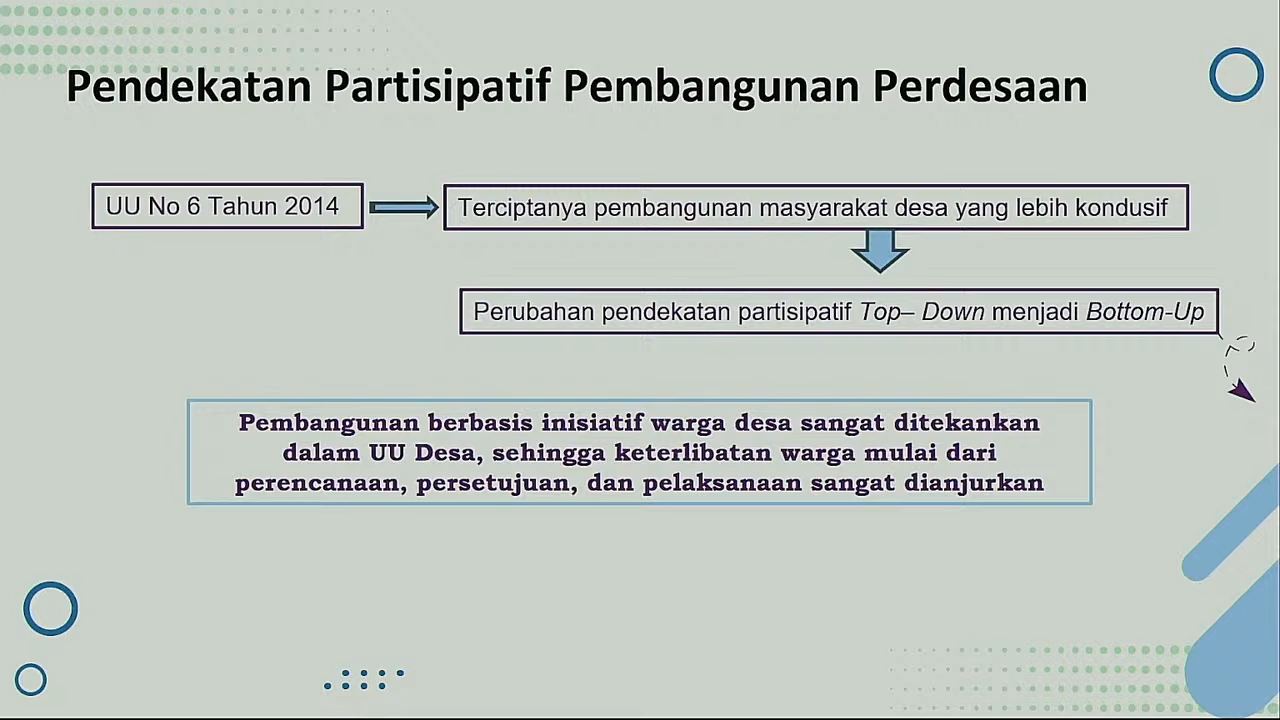 Pendekatan Partisipatif Pembangunan Perdesaan
UU No 6 Tahun 2014
Terciptanya pembangunan masyarakat desa yang lebih kondusif
Perubahan pendekatan partisipatif Top– Down menjadi Bottom-Up
Pembangunan berbasis inisiatif warga desa sangat ditekankan
dalam UU Desa, sehingga keterlibatan warga mulai dari
perencanaan, persetujuan, dan pelaksanaan sangat dianjurkan